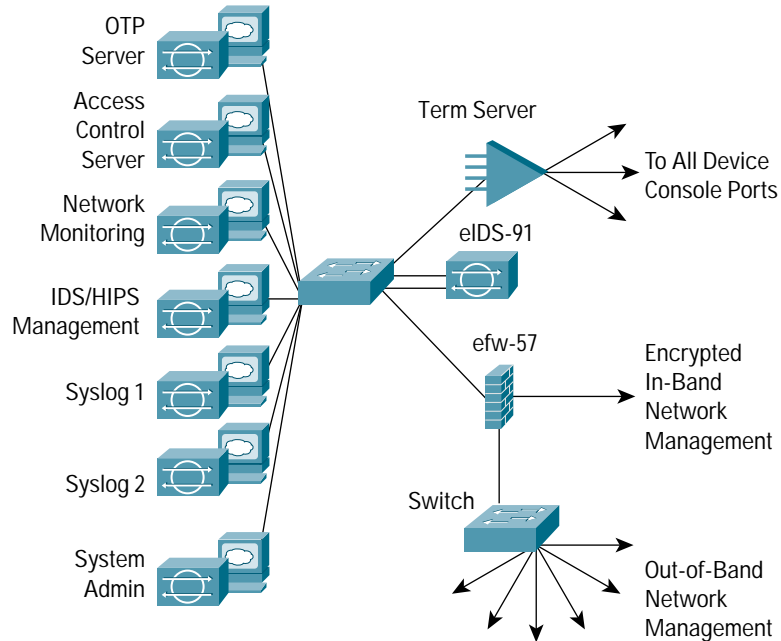 OTP
Server
Access
Control
Server
Network
Monitoring
IDS/HIPS
Management
Syslog 1
Syslog 2
System
Admin
Term Server
To All Device
Console Ports
eIDS-91
efw-57
Encrypted
In-Band
Network
Management
Switch
Out-of-Band
Network
Management